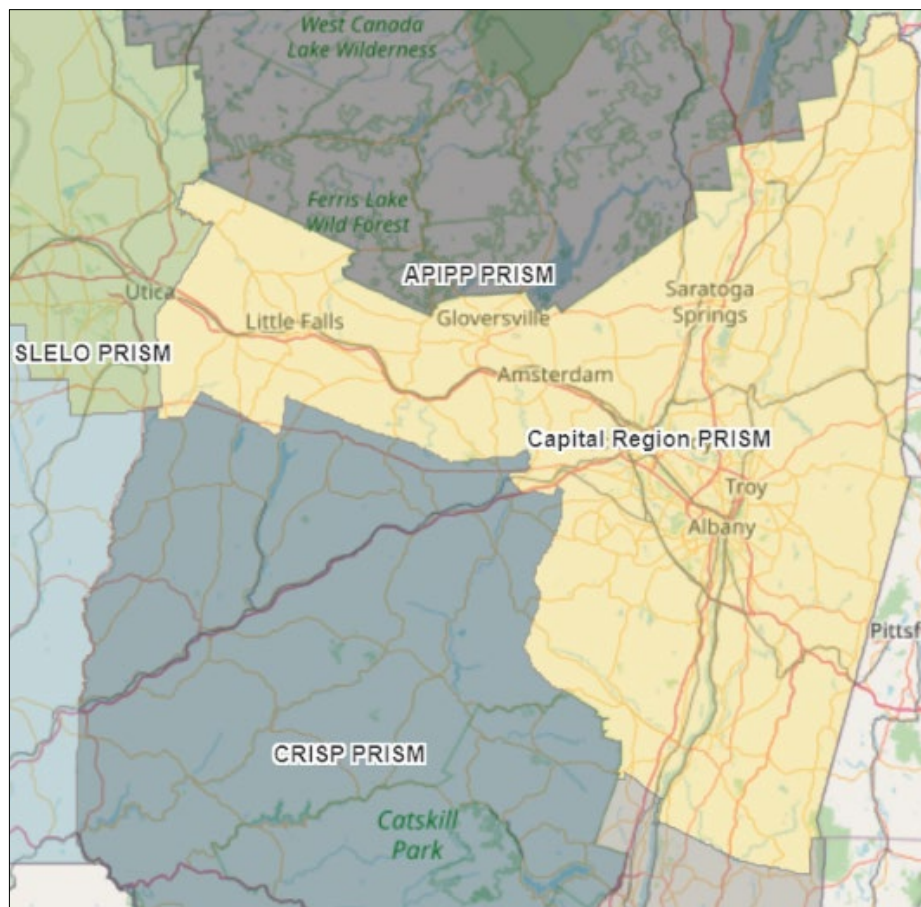 West Canada
Lake Wilderness
Ferris Lake
Wild Forest
APIPP PRISM
Utica
Little Falls
Gloversville
Saratoga
Springs
SLELO PRISM
Amsterdam
Capital Region PRISM
Troy
Albany
Pittsf
CRISP PRISM
Catskill
Park